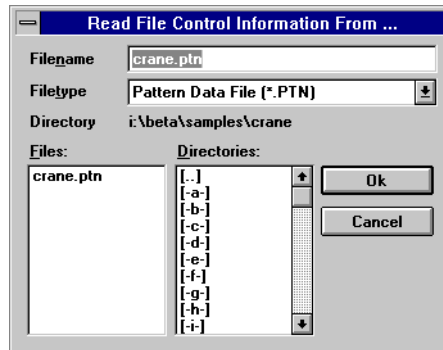 Read File Control Information From ...
Filename crane.ptn
Filetype Pattern Data File (*.PTN)
Directory i:\beta\samples\crane
Files: Directories:
crane.ptn
[..]
[-a-]
[-b-]
[-c-]
[-d-]
[-e-]
[-f-]
[-g-]
[-h-]
[-i-]
Ok
Cancel